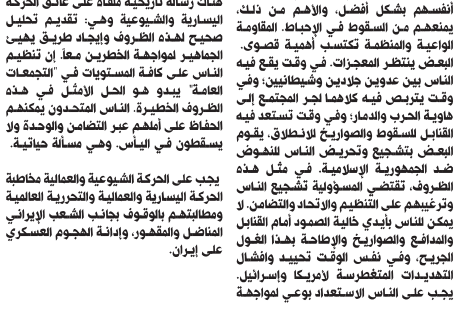 أنفسهم بشكل أفضل، والأهم من ذلك،
يمنعهم من السقوط في الإحباط. المقاومة
الواعية والمنظمة تكتسب أهمية قصوى.
البعض ينتظر المعجزات. في وقت يقع فيه
الناس بين عدوين جلادين وشيطانيين؛ وفي
وقت يتربص فيه كلاهما لجر المجتمع إلى
هاوية الحرب والدمار؛ وفي وقت تستعد فيه
القنابل للسقوط والصواريخ للانطلاق، يقوم
البعض بتشجيع وتحريض الناس للنهوض
ضد الجمهورية الإسلامية. في مثل هذه
الظروف، تقتضي المسؤولية تشجيع الناس
وترغيبهم على التنظيم والاتحاد والتضامن. لا
يمكن للناس بأيدي خالية الصمود أمام القنابل
والمدافع والصواريخ والإطاحة بهذا الغول
الجريح، وفي نفس الوقت تحييد وافشال
التهديدات المتغطرسة لأمريكا وإسرائيل.
يجب على الناس الاستعداد بوعي لمواجهة
هناك رسالة تاريخية ملقاة على عاتق الحركة
اليسارية والشيوعية وهي: تقديم تحليل
صحيح لهذه الظروف وإيجاد طريق يهيئ
الجماهير لمواجهة الخطرين معاً. إن تنظيم
الناس على كافة المستويات في "التجمعات
العامة" يبدو هو الحل الأمثل في هذه
الظروف الخطيرة. الناس المتحدون يمكنهم
الحفاظ على أملهم عبر التضامن والوحدة ولا
يسقطون في اليأس. وهي مسألة حياتية.
يجب على الحركة الشيوعية والعمالية مخاطبة
الحركة اليسارية والعمالية والتحررية العالمية
ومطالبتهم بالوقوف بجانب الشعب الإيراني
المناضل والمقهور، وإدانة الهجوم العسكري
على إيران.